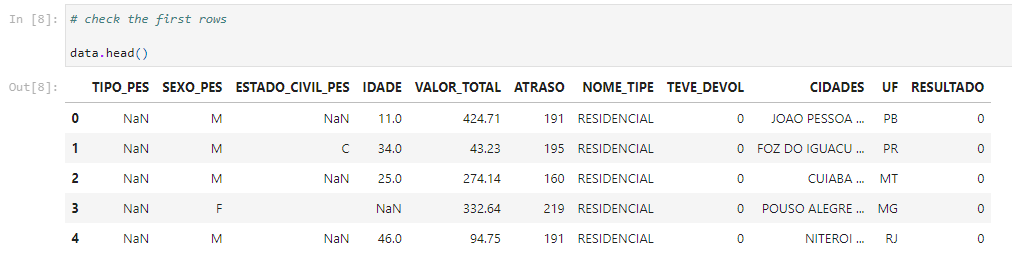 In [8]: # check the first rows
data.head()
Out[8]: TIPO_PES SEXO_PES ESTADO_CIVIL_PES IDADE VALOR_TOTAL ATRASO NOME_TIPE TEVE_DEVOL CIDADES UF RESULTADO
0 NaN M NaN 11.0 424.71 191 RESIDENCIAL 0 JOAO PESSOA ... PB 0
1 NaN M C 34.0 43.23 195 RESIDENCIAL 0 FOZ DO IGUACU ... PR 0
2 NaN M NaN 25.0 274.14 160 RESIDENCIAL 0 CUIABA ... MT 0
3 NaN F NaN 332.64 219 RESIDENCIAL 0 POUSO ALEGRE ... MG 0
4 NaN M NaN 46.0 94.75 191 RESIDENCIAL 0 NITEROI ... RJ 0